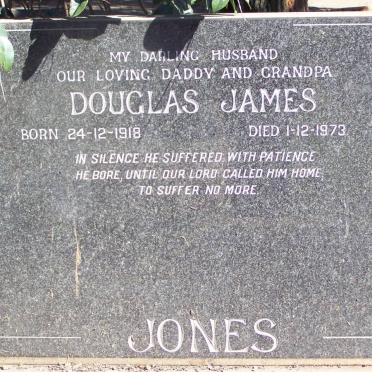 MY DARLING HUSBAND
OUR LOVING DADDY AND GRANDPA
DOUGLAS JAMES
BORN 24-12-1918 DIED 1-12-1973
IN SILENCE HE SUFFERED, WITH PATIENCE
HE BORE, UNTIL OUR LORD CALLED HIM HOME,
TO SUFFER NO MORE.
JONES